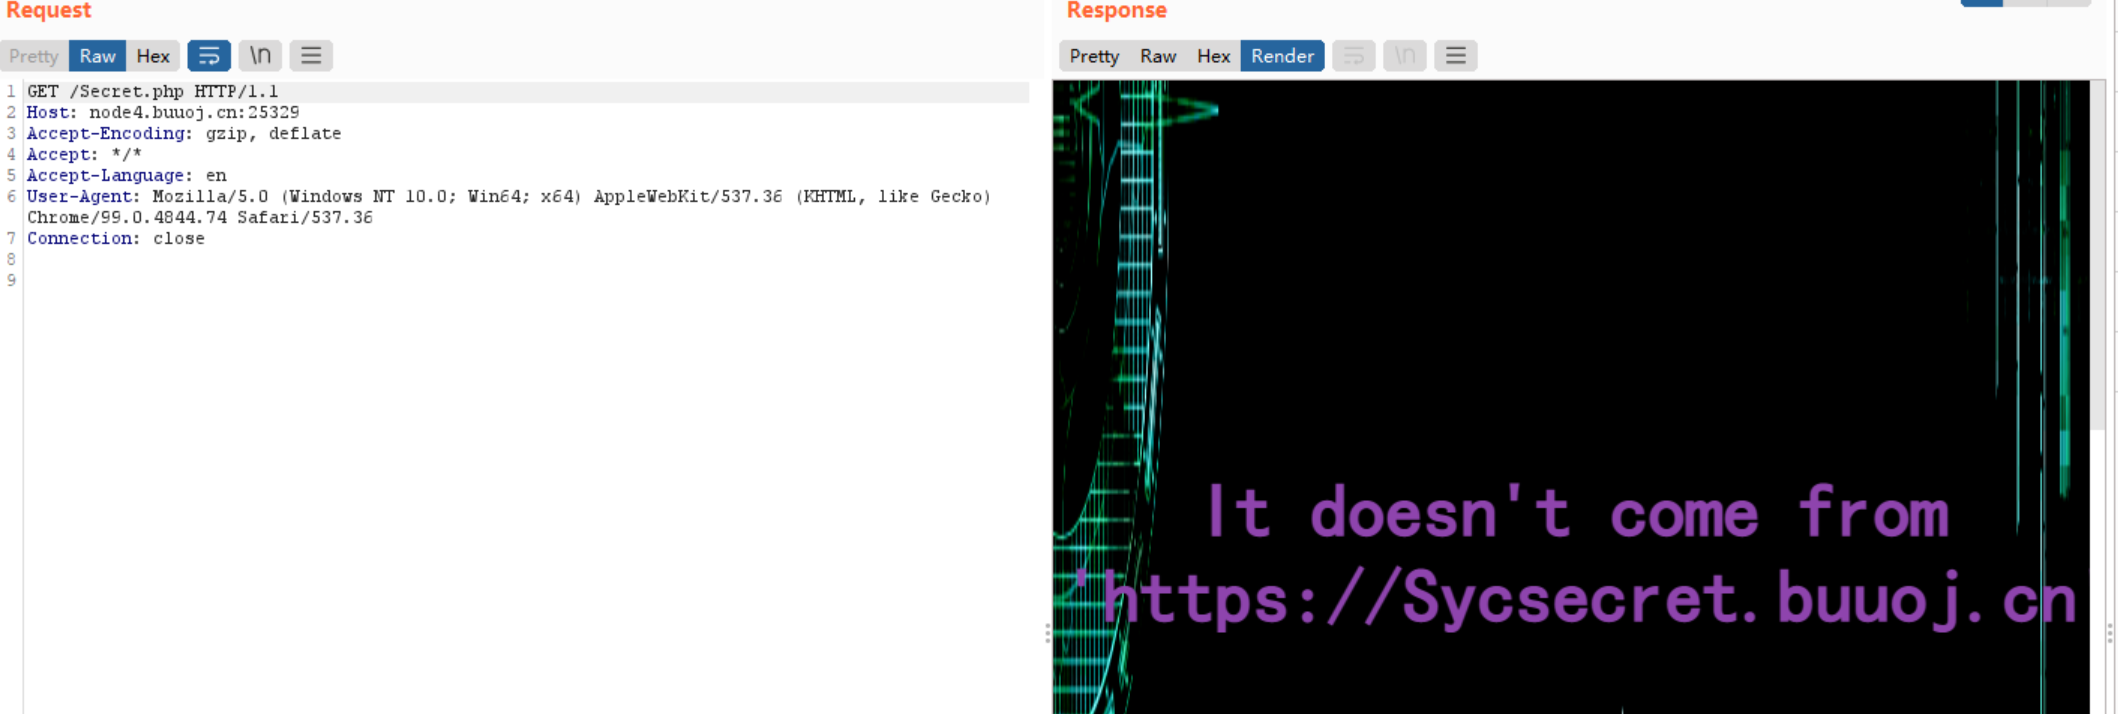 Request
Response
Pretty Raw Hex \n
Pretty Raw Hex Render \n
1 GET /Secret.php HTTP/1.1
2 Host: node4.buuoj.cn:25329
3 Accept-Encoding: gzip, deflate
4 Accept: */*
5 Accept-Language: en
6 User-Agent: Mozilla/5.0 (Windows NT 10.0; Win64; x64) AppleWebKit/537.36 (KHTML, like Gecko)
Chrome/99.0.4844.74 Safari/537.36
7 Connection: close
8
9
It doesn't come from
'https://Sycsecret.buuoj.cn